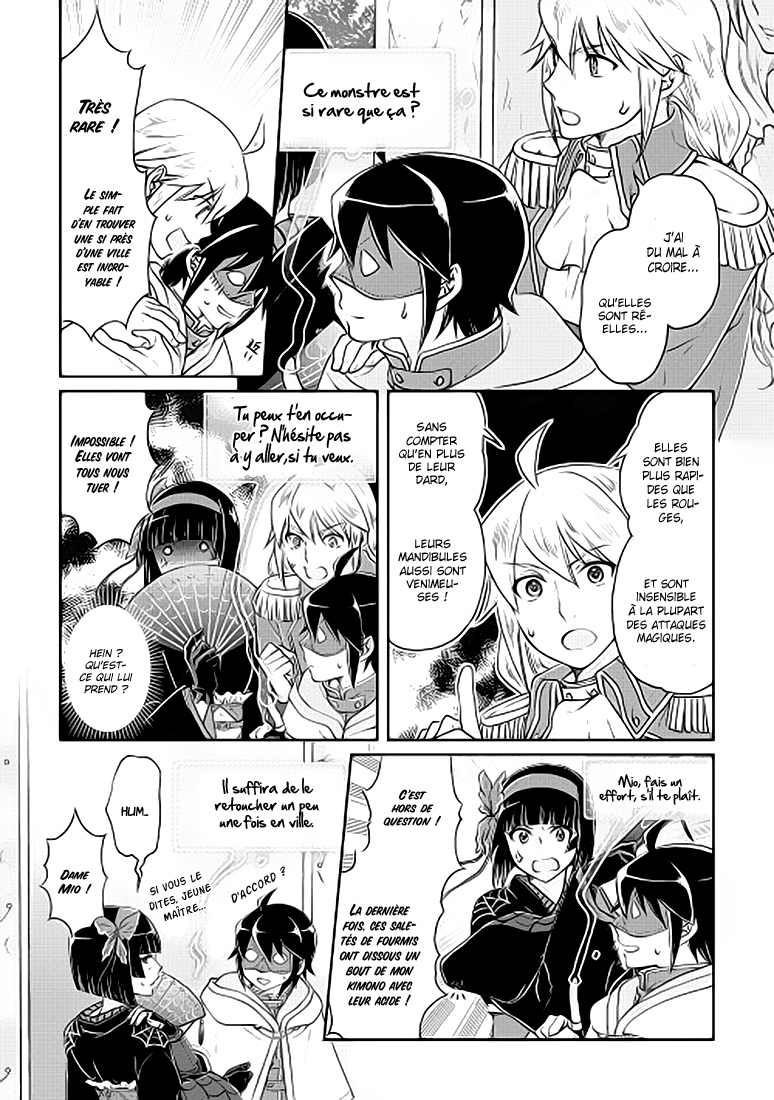 TRÈS
RARE !
LE SIM-
PLE FAIT
D'EN TROUVER
UNE SI PRÈS
D'UNE VILLE
EST INCRO-
YABLE !
Ce monstre est
si rare que ça ?
J'AI
DU MAL À
CROIRE...
QU'ELLES
SONT RÉ-
ELLES...
IMPOSSIBLE !
ELLES VONT
TOUS NOUS
TUER !
Tu peux t'en occu-
per ? N'hésite pas
à y aller,si tu veux.
HEIN ?
QU'EST-
CE QUI LUI
PREND ?
SANS
COMPTER
QU'EN PLUS
DE LEUR
DARD,
LEURS
MANDIBULES
AUSSI SONT
VENIMEU-
SES !
ELLES
SONT BIEN
PLUS RAPI-
DES QUE
LES ROU-
GES,
ET SONT
INSENSIBLE
À LA PLUPART
DES ATTAQUES
MAGIQUES.
DAME
MIO !
HUM...
Il suffira de le
retoucher un peu
une fois en ville.
SI VOUS LE
DITES, JEUNE
MAÎTRE...
D'ACCORD ?
C'EST
HORS DE
QUESTION !
LA DERNIÈRE
FOIS, CES SALE-
TÉS DE FOURMIS
ONT DISSOUS UN
BOUT DE MON
KIMONO AVEC
LEUR ACIDE !
Mio, fais un
effort, s'il te plaît.